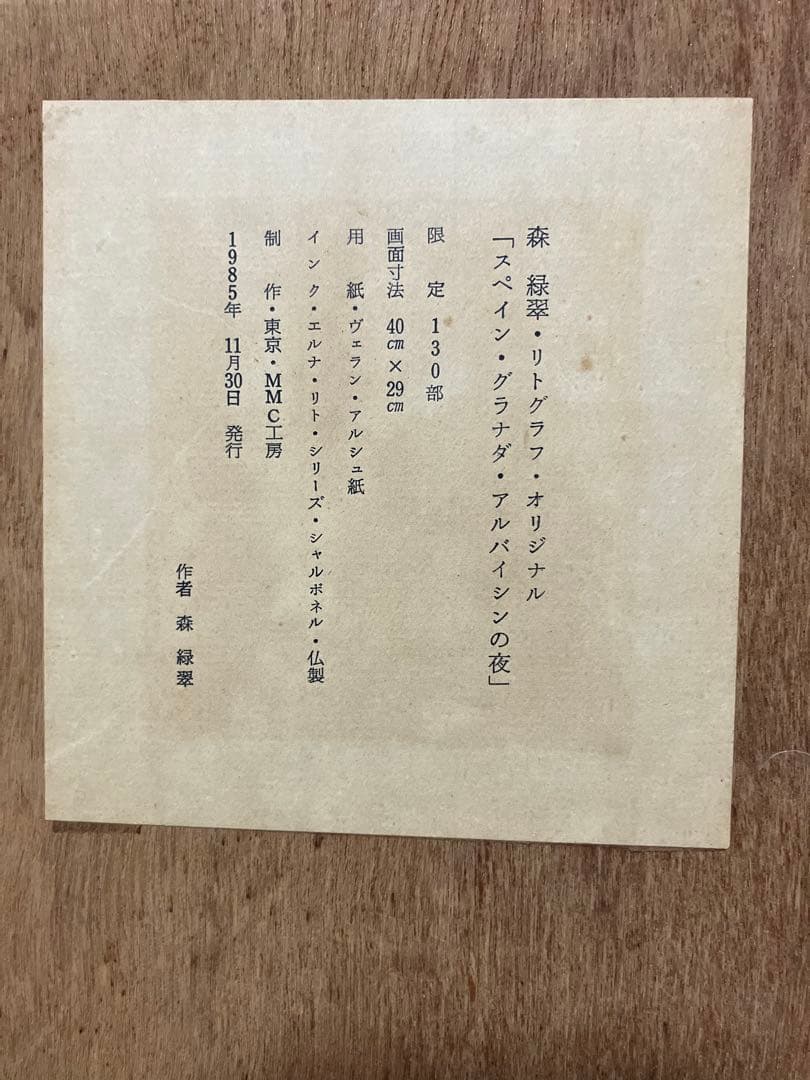 森　緑翠・リトグラフ・オリジナル
「スペイン・グラナダ・アルバイシンの夜」
限　定　130部
画面寸法　40㎝×29㎝
用　紙・ヴェラン・アルシュ紙
インク・エルナ・リト・シリーズ・シャルボネル・仏製
制　作・東京・MMC工房
1985年　11月30日　発行
作者　森　緑翠